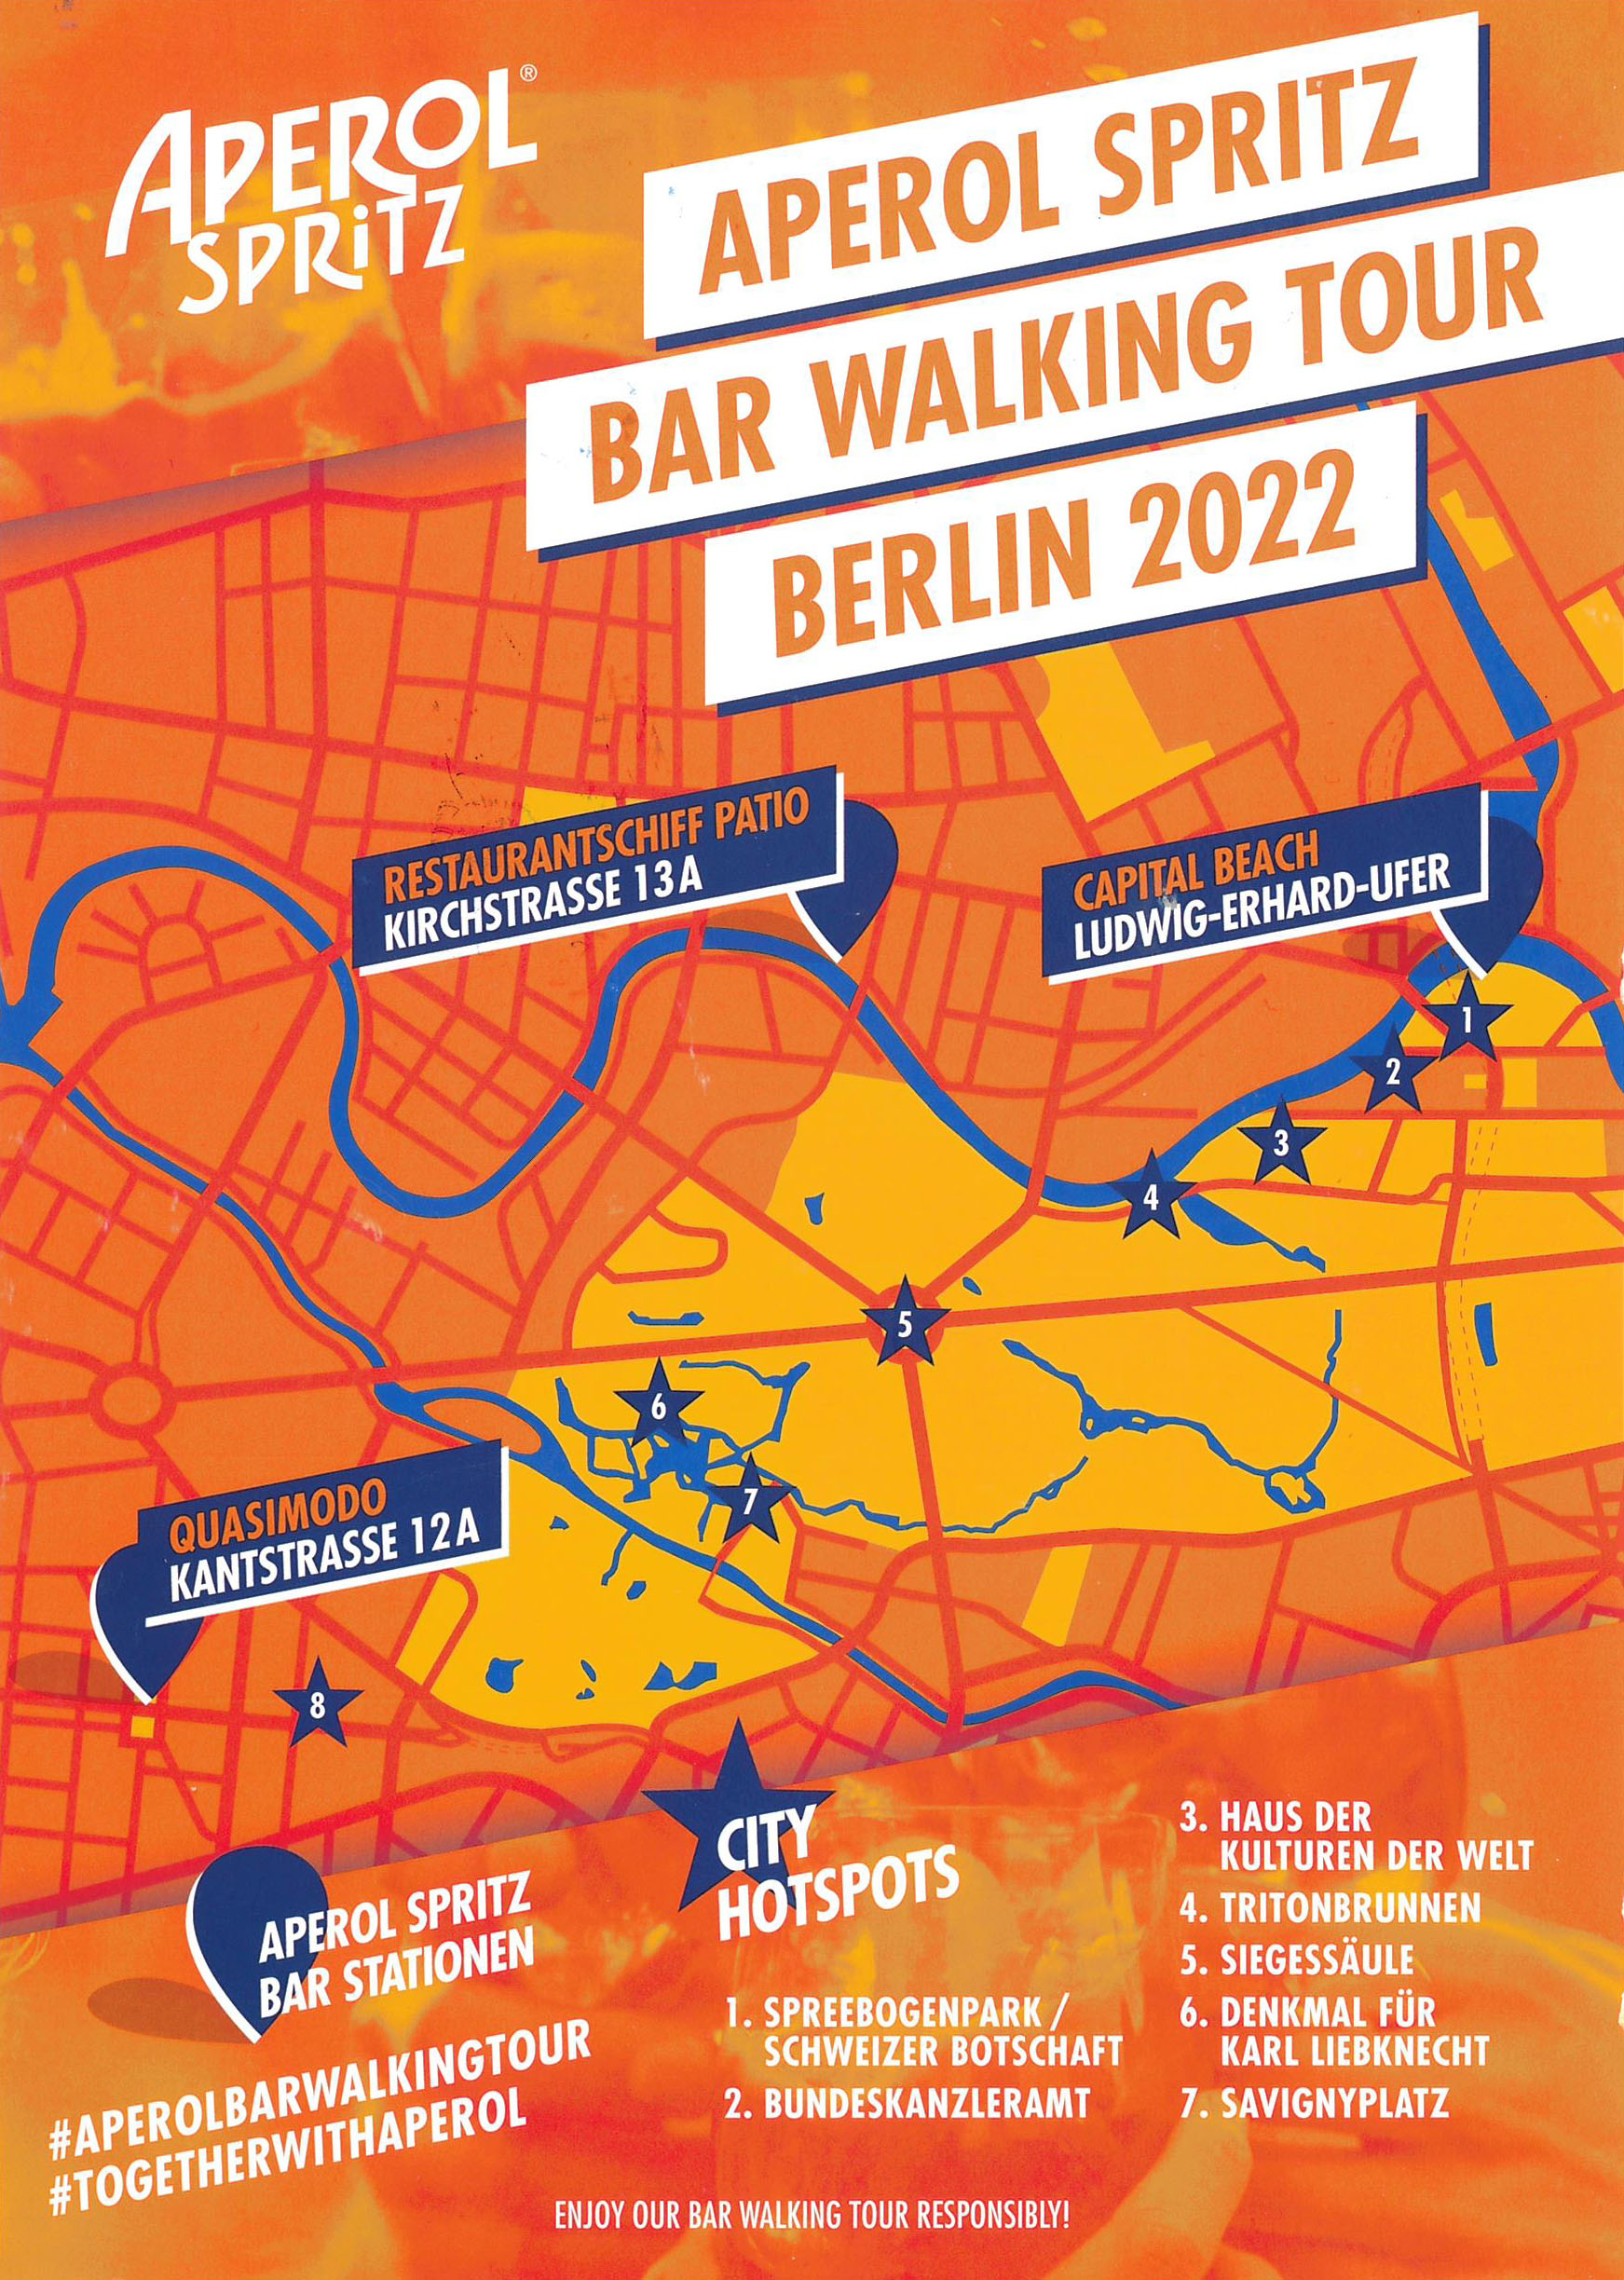 APEROL®
SPRiTZ
APEROL SPRITZ
BAR WALKING TOUR
BERLIN 2022
RESTAURANTSCHIFF PATIO
KIRCHSTRASSE 13A
CAPITAL BEACH
LUDWIG-ERHARD-UFER
1
2
3
4
5
6
7
QUASIMODO
KANTSTRASSE 12A
8
APEROL SPRITZ
BAR STATIONEN
#APEROLBARWALKINGTOUR
#TOGETHERWITHAPEROL
CITY
HOTSPOTS
1. SPREEBOGENPARK /
SCHWEIZER BOTSCHAFT
2. BUNDESKANZLERAMT
3. HAUS DER
KULTUREN DER WELT
4. TRITONBRUNNEN
5. SIEGESSÄULE
6. DENKMAL FÜR
KARL LIEBKNECHT
7. SAVIGNYPLATZ
ENJOY OUR BAR WALKING TOUR RESPONSIBLY!